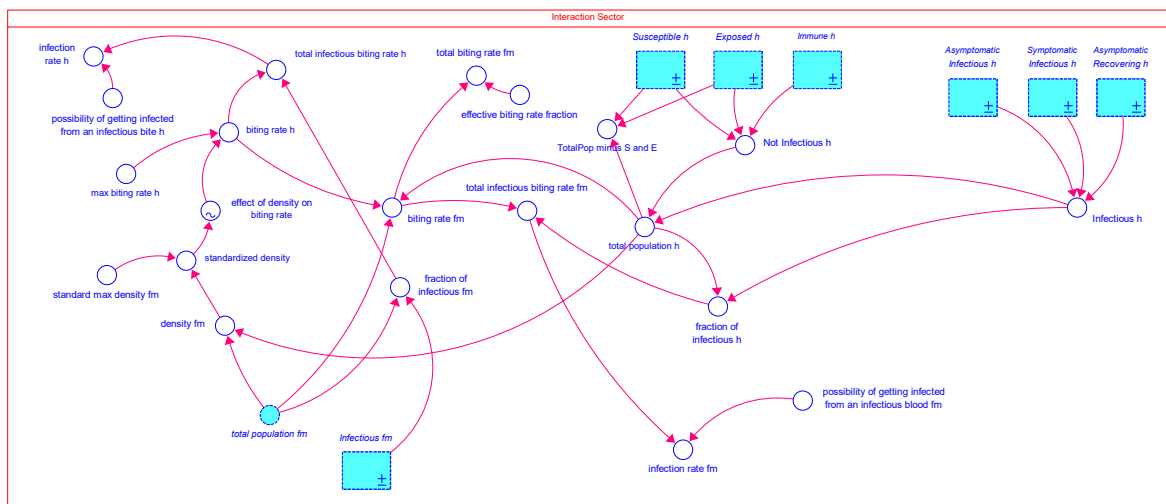 Interaction Sector
Susceptible h
Exposed h
Immune h
infection
rate h
total infectious biting rate h
total biting rate fm
Asymptomatic
Infectious h
Symptomatic
Infectious h
Asymptomatic
Recovering h
possibility of getting infected
from an infectious bite h
effective biting rate fraction
biting rate h
TotalPop minus S and E
Not Infectious h
max biting rate h
total infectious biting rate fm
effect of density on
biting rate
biting rate fm
Infectious h
total population h
standardized density
standard max density fm
fraction of
infectious fm
density fm
fraction of
infectious h
possibility of getting infected
from an infectious blood fm
total population fm
Infectious fm
infection rate fm